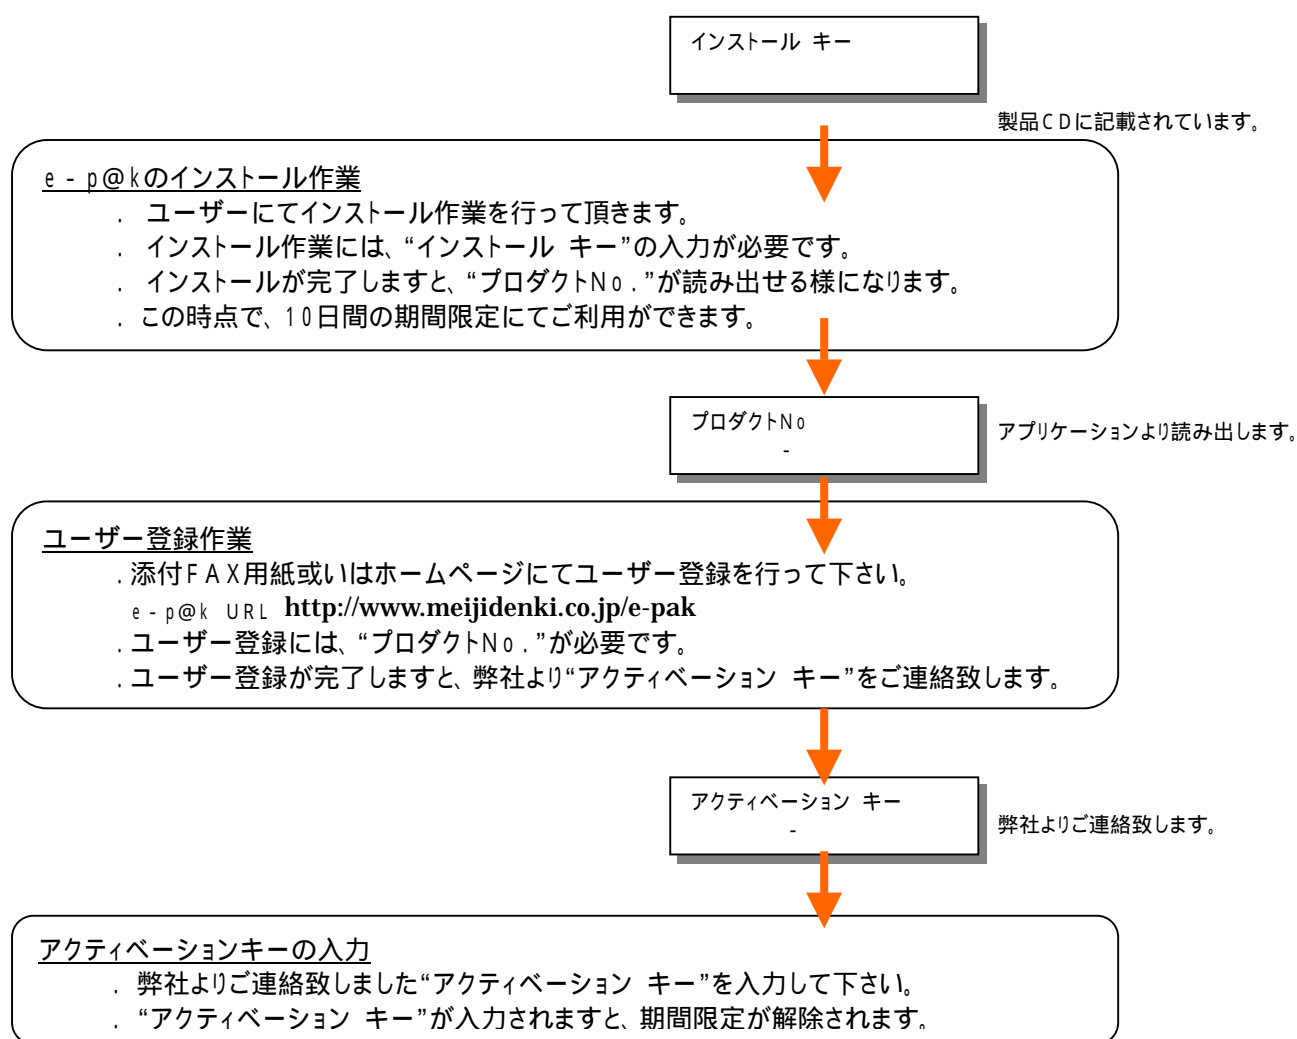 インストール キー
製品CDに記載されています。
e-p@kのインストール作業
. ユーザーにてインストール作業を行って頂きます。
. インストール作業には、“インストール キー”の入力が必要です。
. インストールが完了しますと、“プロダクトNo.”が読み出せる様になります。
. この時点で、10日間の期間限定にてご利用ができます。
プロダクトNo
-
アプリケーションより読み出します。
ユーザー登録作業
. 添付FAX用紙或いはホームページにてユーザー登録を行って下さい。
e-p@k URL http://www.meijidenki.co.jp/e-pak
. ユーザー登録には、“プロダクトNo.”が必要です。
. ユーザー登録が完了しますと、弊社より“アクティベーション キー”をご連絡致します。
アクティベーション キー
-
弊社よりご連絡致します。
アクティベーションキーの入力
. 弊社よりご連絡致しました“アクティベーション キー”を入力して下さい。
. “アクティベーション キー”が入力されますと、期間限定が解除されます。